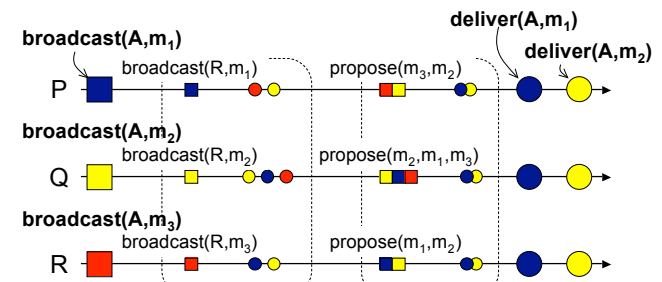 deliver(A,m₁)
broadcast(A,m₁)
deliver(A,m₂)
broadcast(R,m₁) propose(m₃,m₂)
P
broadcast(A,m₂)
broadcast(R,m₂) propose(m₂,m₁,m₃)
Q
broadcast(A,m₃)
broadcast(R,m₃) propose(m₁,m₂)
R